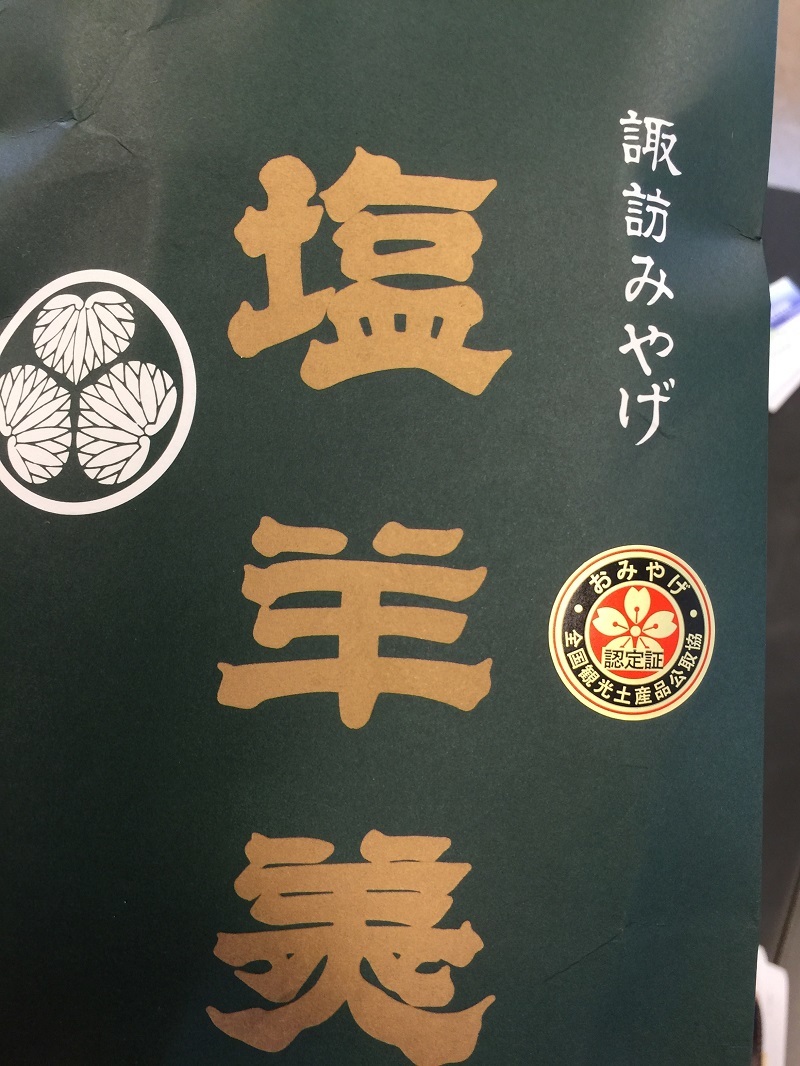 諏訪みやげ
塩羊羹
おみやげ
認定証
全国観光土産品公取協